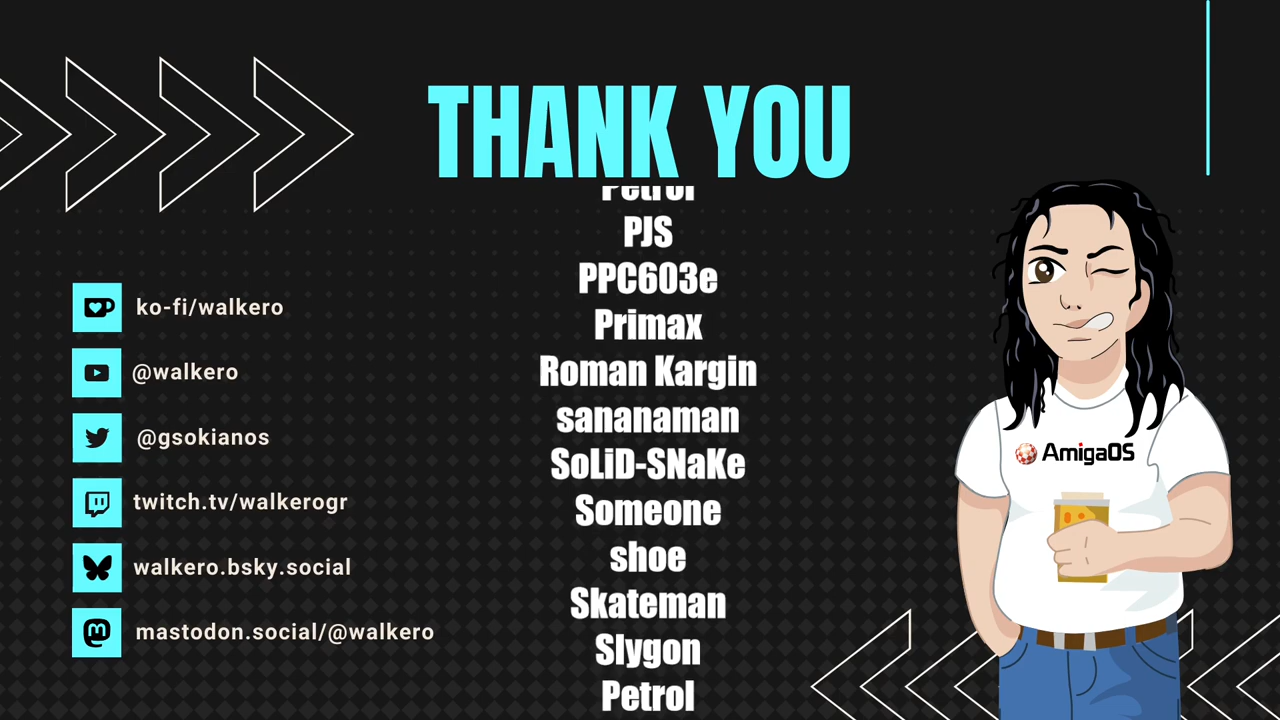 THANK YOU
Petrol
PJS
PPC603e
Primax
Roman Kargin
sananaman
SoLiD-SNaKe
Someone
shoe
Skateman
Slygon
Petrol
ko-fi/walkero
@walkero
@gsokianos
twitch.tv/walkerogr
walkero.bsky.social
mastodon.social/@walkero
AmigaOS